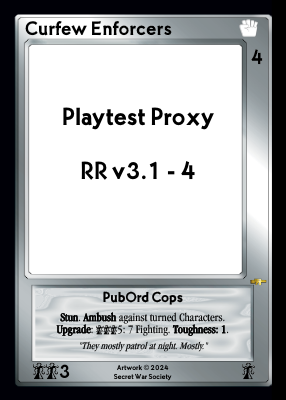 Curfew Enforcers
4
Playtest Proxy
RR v3.1 - 4
PubOrd Cops
Stun. Ambush against turned Characters.
Upgrade: 5: 7 Fighting. Toughness: 1.
"They mostly patrol at night. Mostly."
3
Artwork © 2024
Secret War Society